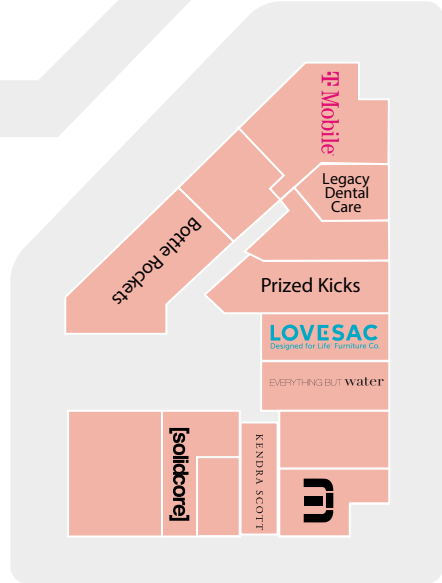 T Mobile
Legacy
Dental
Care
Bottle Rockets
Prized Kicks
LOVESAC
Designed for Life Furniture Co.
EVERYTHING BUT water
[solidcore]
KENDRA SCOTT